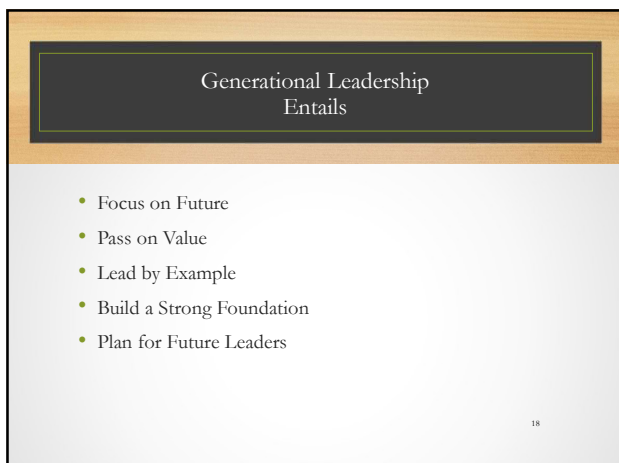 Generational Leadership
Entails
• Focus on Future
• Pass on Value
• Lead by Example
• Build a Strong Foundation
• Plan for Future Leaders
18